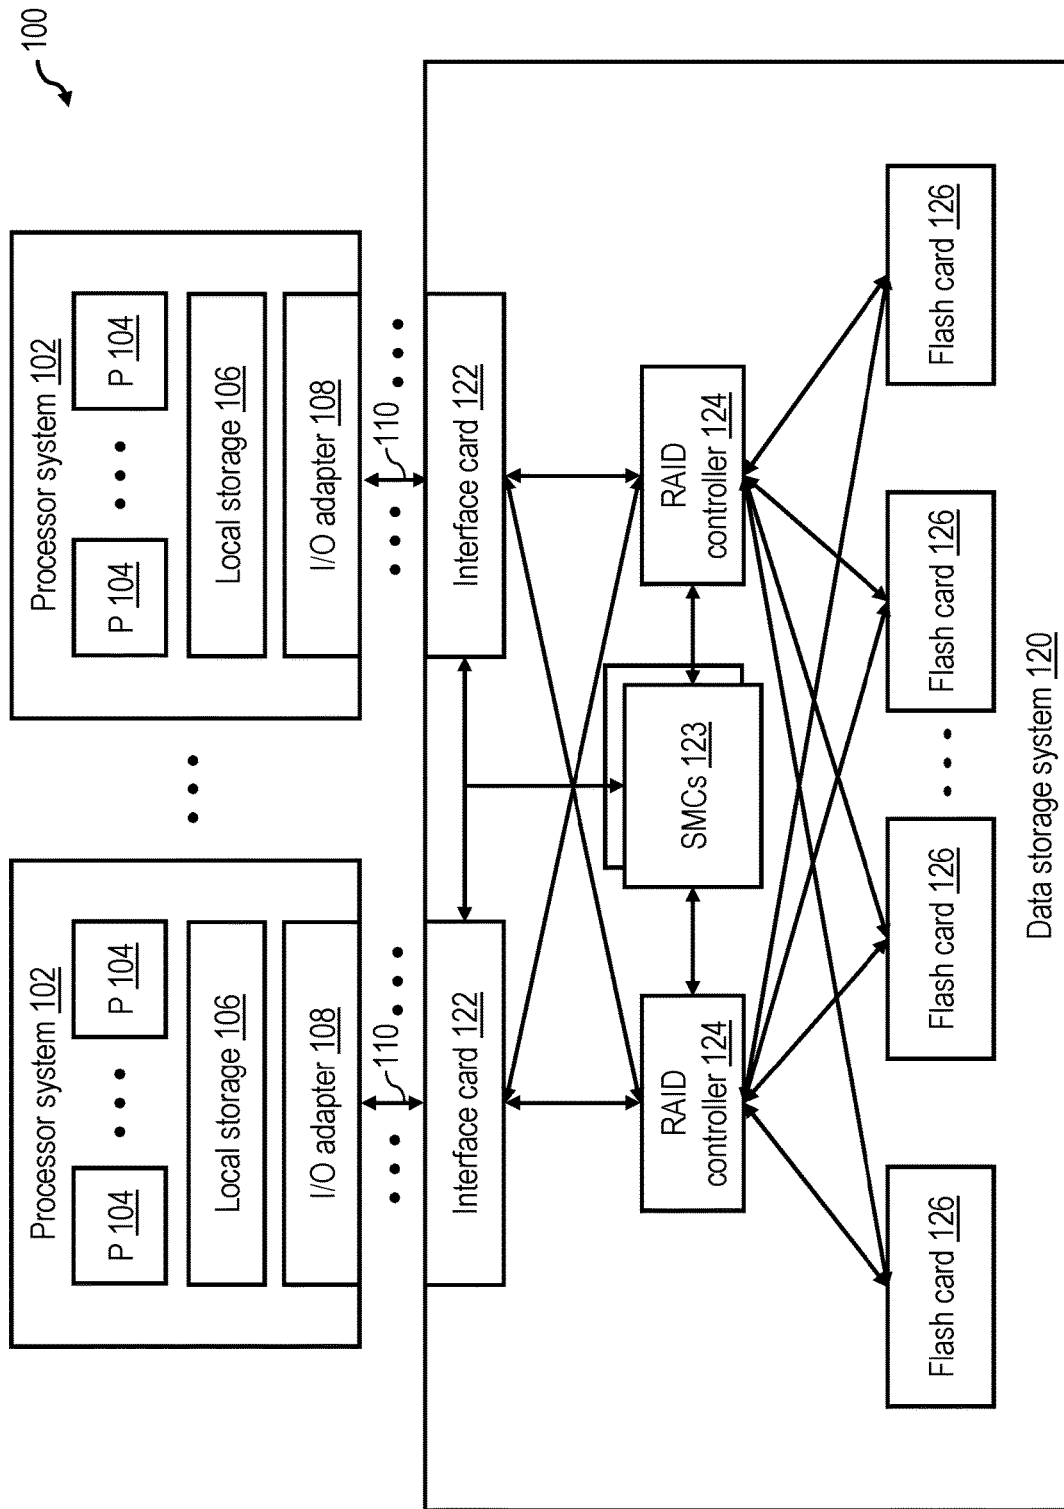 100
Processor system 102
P 104
P 104
Local storage 106
I/O adapter 108
110
Processor system 102
P 104
P 104
Local storage 106
I/O adapter 108
110
Interface card 122
Interface card 122
SMCs 123
RAID
controller 124
RAID
controller 124
Flash card 126
Flash card 126
Flash card 126
Flash card 126
Data storage system 120